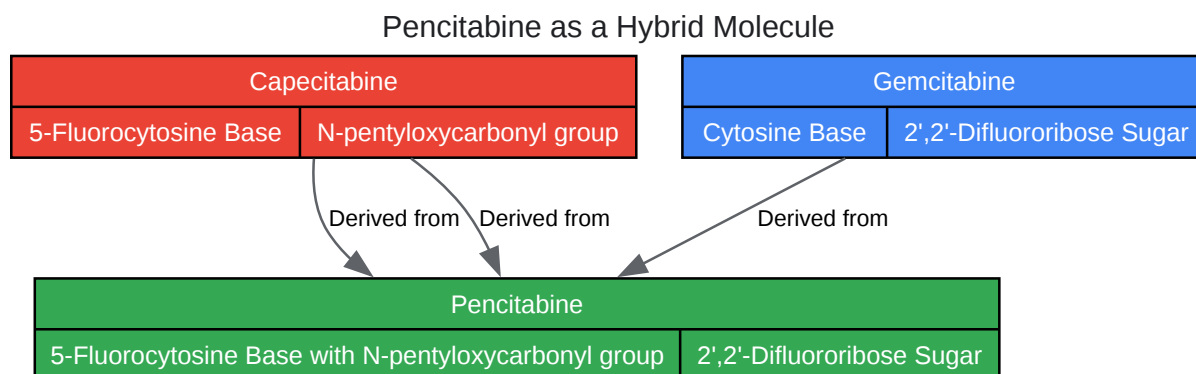 Pencitabine as a Hybrid Molecule
Capecitabine
5-Fluorocytosine Base
N-pentyloxycarbonyl group
Gemcitabine
Cytosine Base
2',2'-Difluororibose Sugar
Derived from
Derived from
Derived from
Pencitabine
5-Fluorocytosine Base with N-pentyloxycarbonyl group
2',2'-Difluororibose Sugar